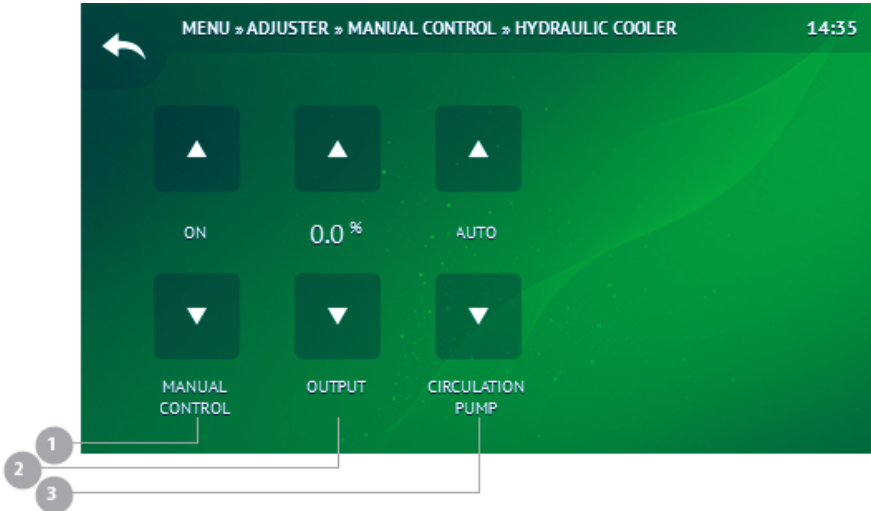 MENU » ADJUSTER » MANUAL CONTROL » HYDRAULIC COOLER 14:35
ON 0.0 % AUTO
MANUAL CONTROL
OUTPUT
CIRCULATION PUMP
1
2
3